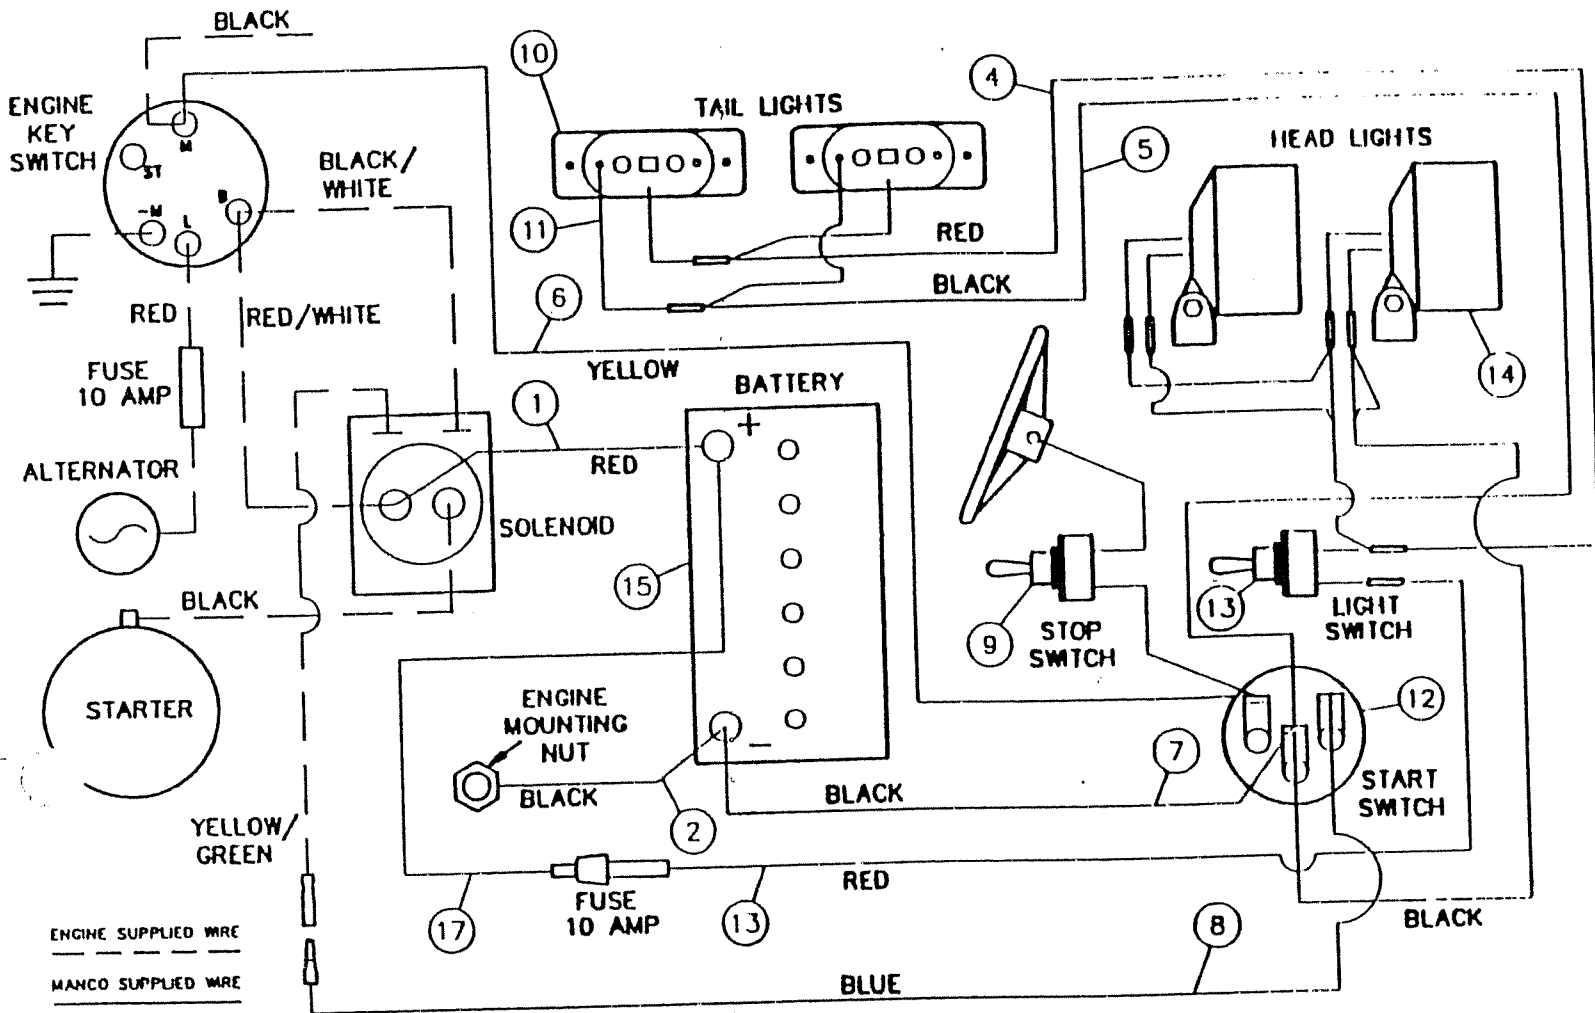 BLACK
ENGINE
KEY
SWITCH
M
ST
B
-M
L
BLACK/
WHITE
10
TAIL LIGHTS
4
HEAD LIGHTS
5
11
RED
BLACK
6
RED
RED/WHITE
YELLOW
FUSE
10 AMP
BATTERY
1
+
RED
14
ALTERNATOR
SOLENOID
15
BLACK
9
STOP
SWITCH
13
LIGHT
SWITCH
STARTER
ENGINE
MOUNTING
NUT
12
-
BLACK
2
BLACK
7
START
SWITCH
YELLOW/
GREEN
RED
17
FUSE
10 AMP
13
8
BLACK
ENGINE SUPPLIED WIRE
MANCO SUPPLIED WIRE
BLUE